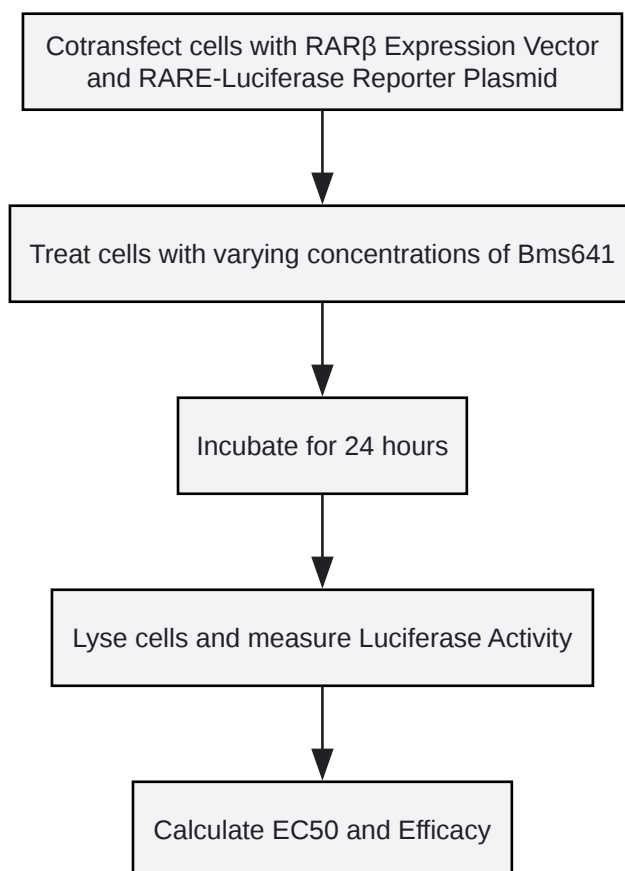 Cotransfect cells with RARβ Expression Vector
and RARE-Luciferase Reporter Plasmid
Treat cells with varying concentrations of Bms641
Incubate for 24 hours
Lyse cells and measure Luciferase Activity
Calculate EC50 and Efficacy